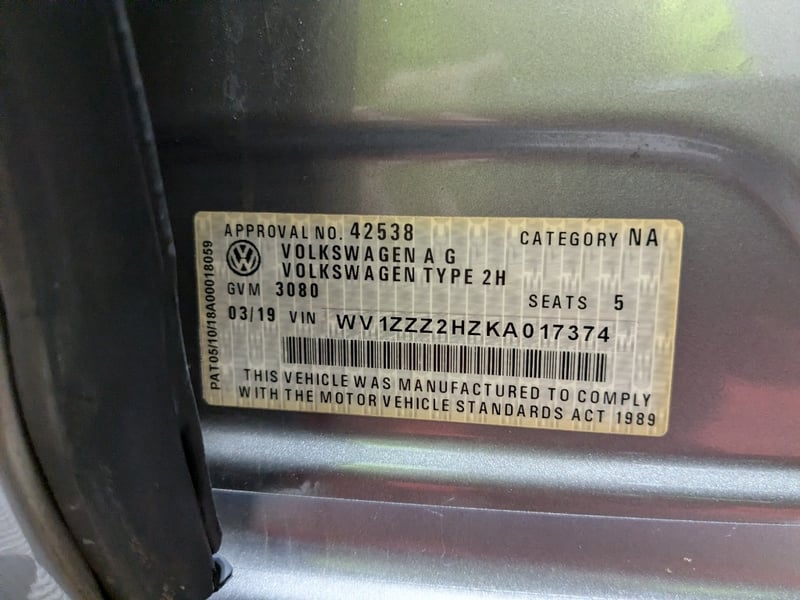 APPROVAL NO. 42538 CATEGORY NA
VOLKSWAGEN A G
VOLKSWAGEN TYPE 2H
GVM 3080 SEATS 5
03/19 VIN WV1ZZZ2HZKA017374
THIS VEHICLE WAS MANUFACTURED TO COMPLY
WITH THE MOTOR VEHICLE STANDARDS ACT 1989
PAT05/10/18A00018059